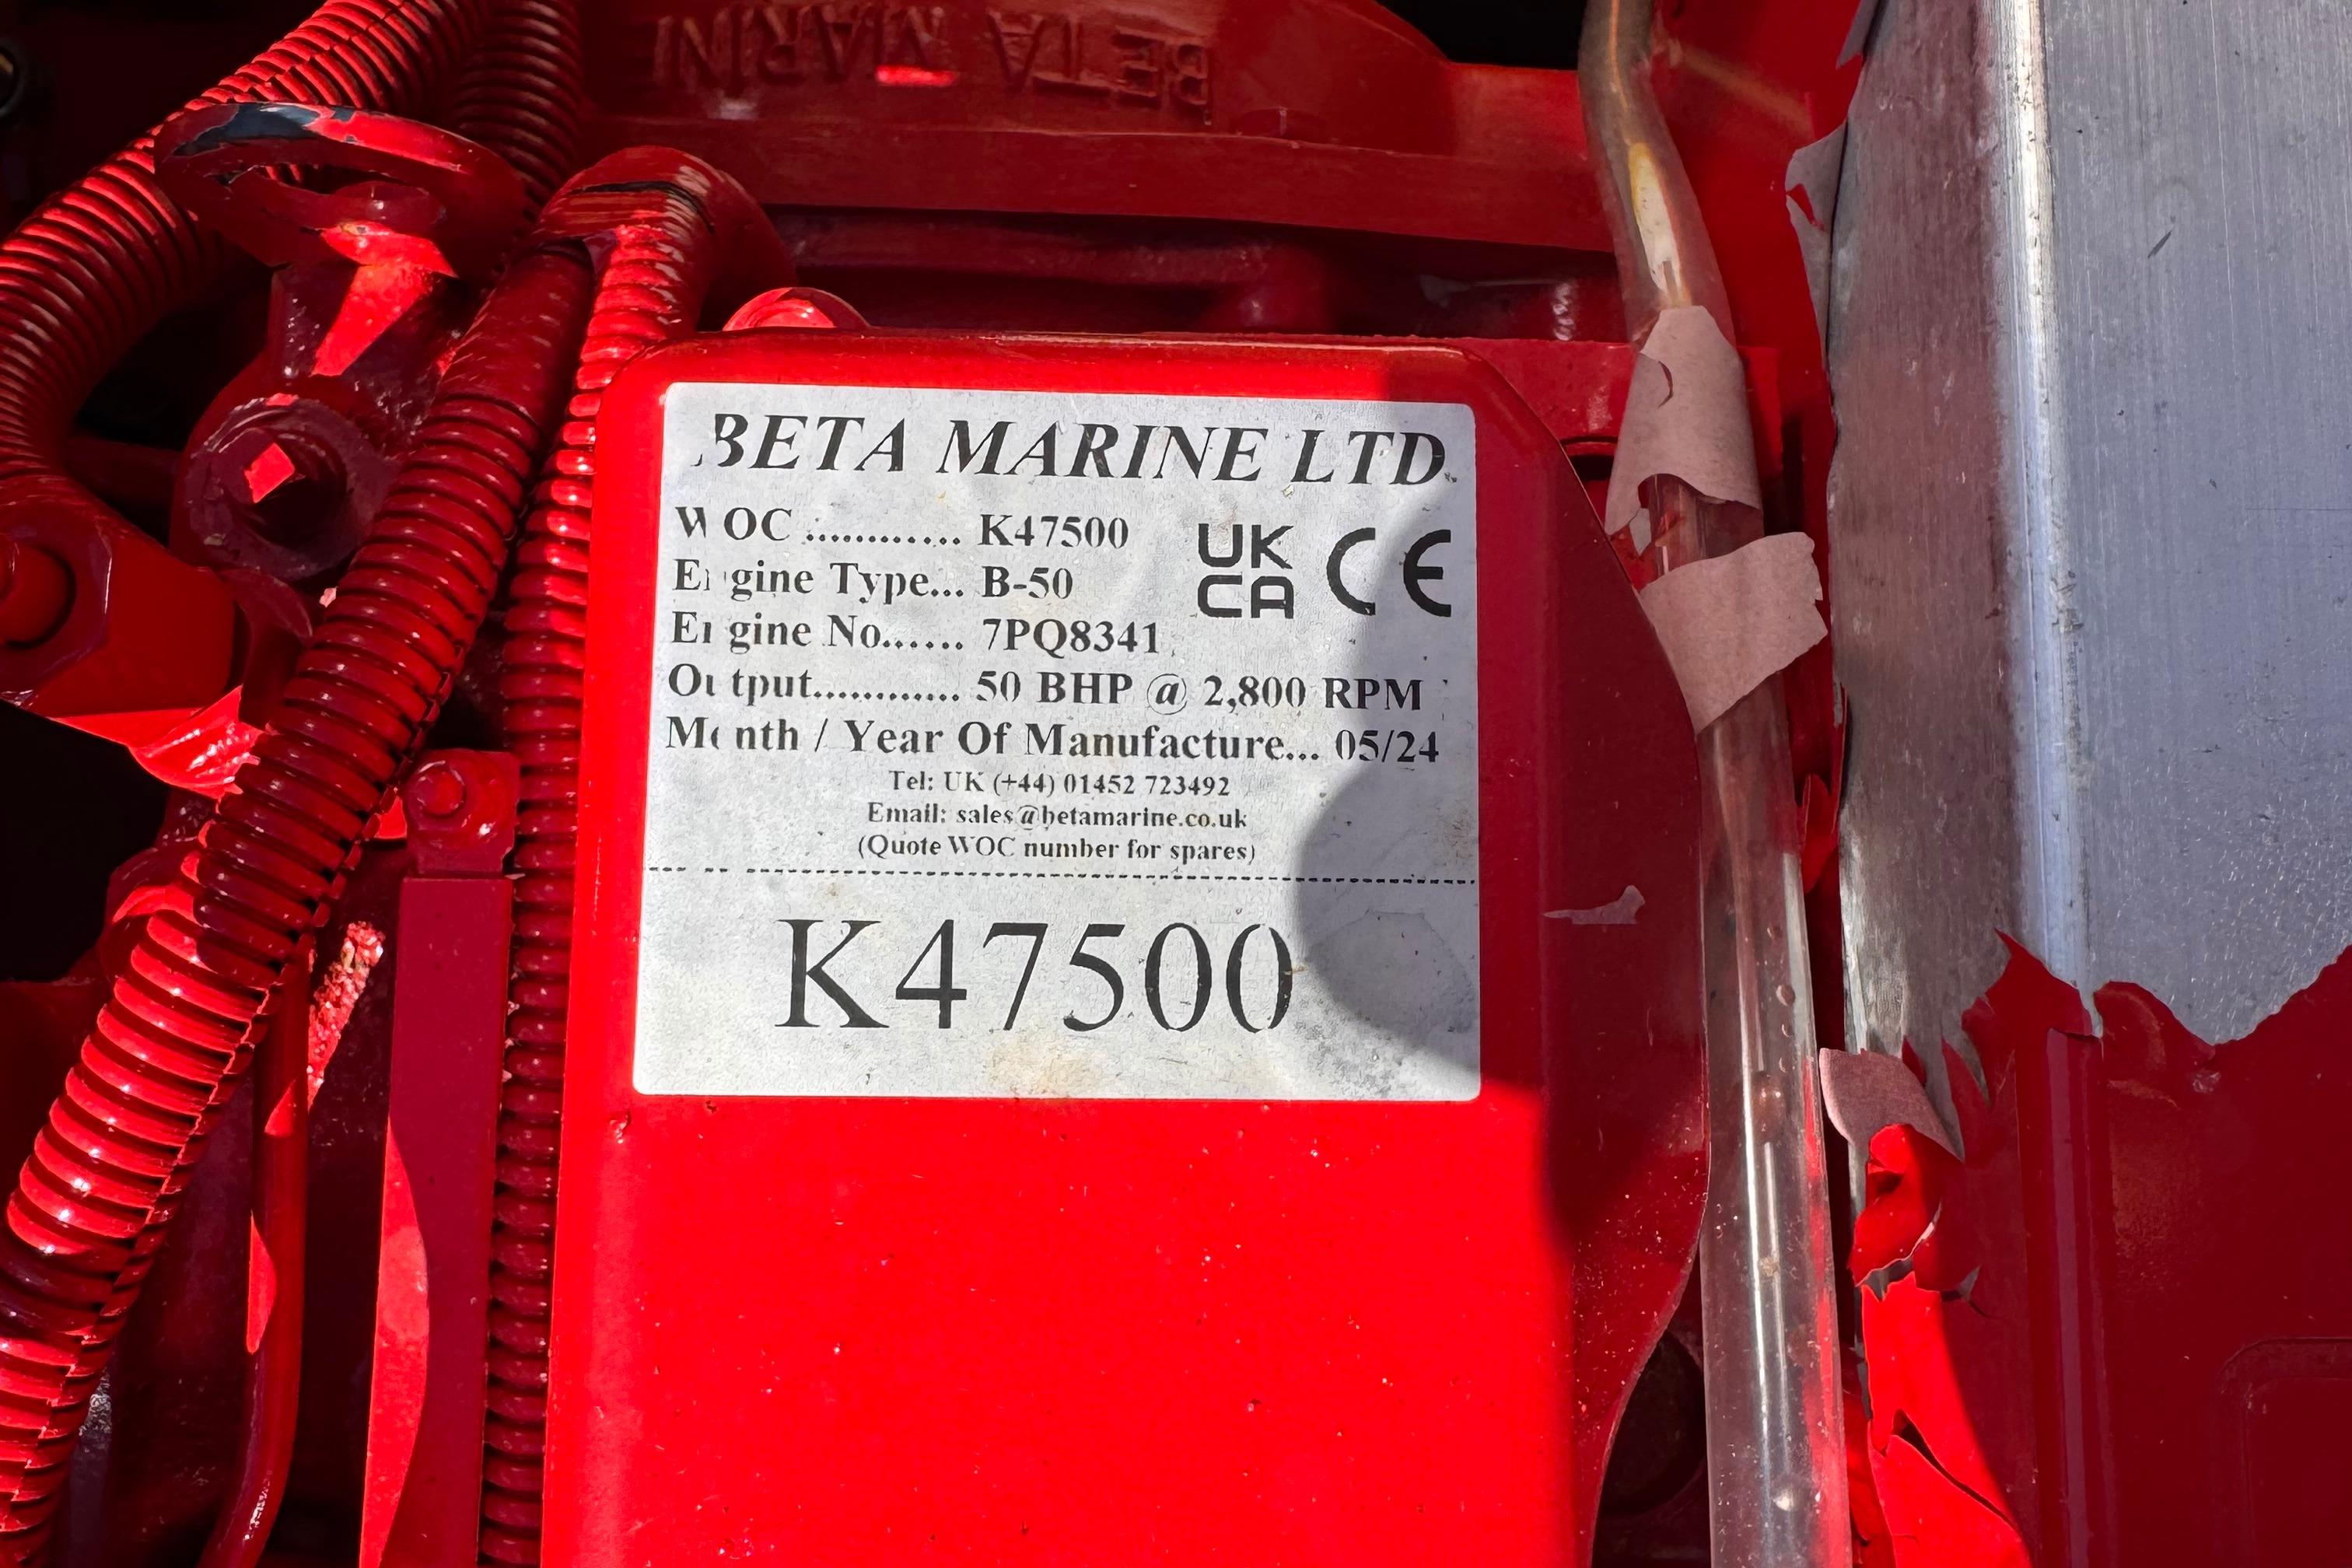 BETA MARINE
BETA MARINE LTD.
WOC ............ K47500
Engine Type... B-50
Engine No...... 7PQ8341
Output............ 50 BHP @ 2,800 RPM
Month / Year Of Manufacture... 05/24
UK
CA CE
Tel: UK (+44) 01452 723492
Email: sales@betamarine.co.uk
(Quote WOC number for spares)
K47500